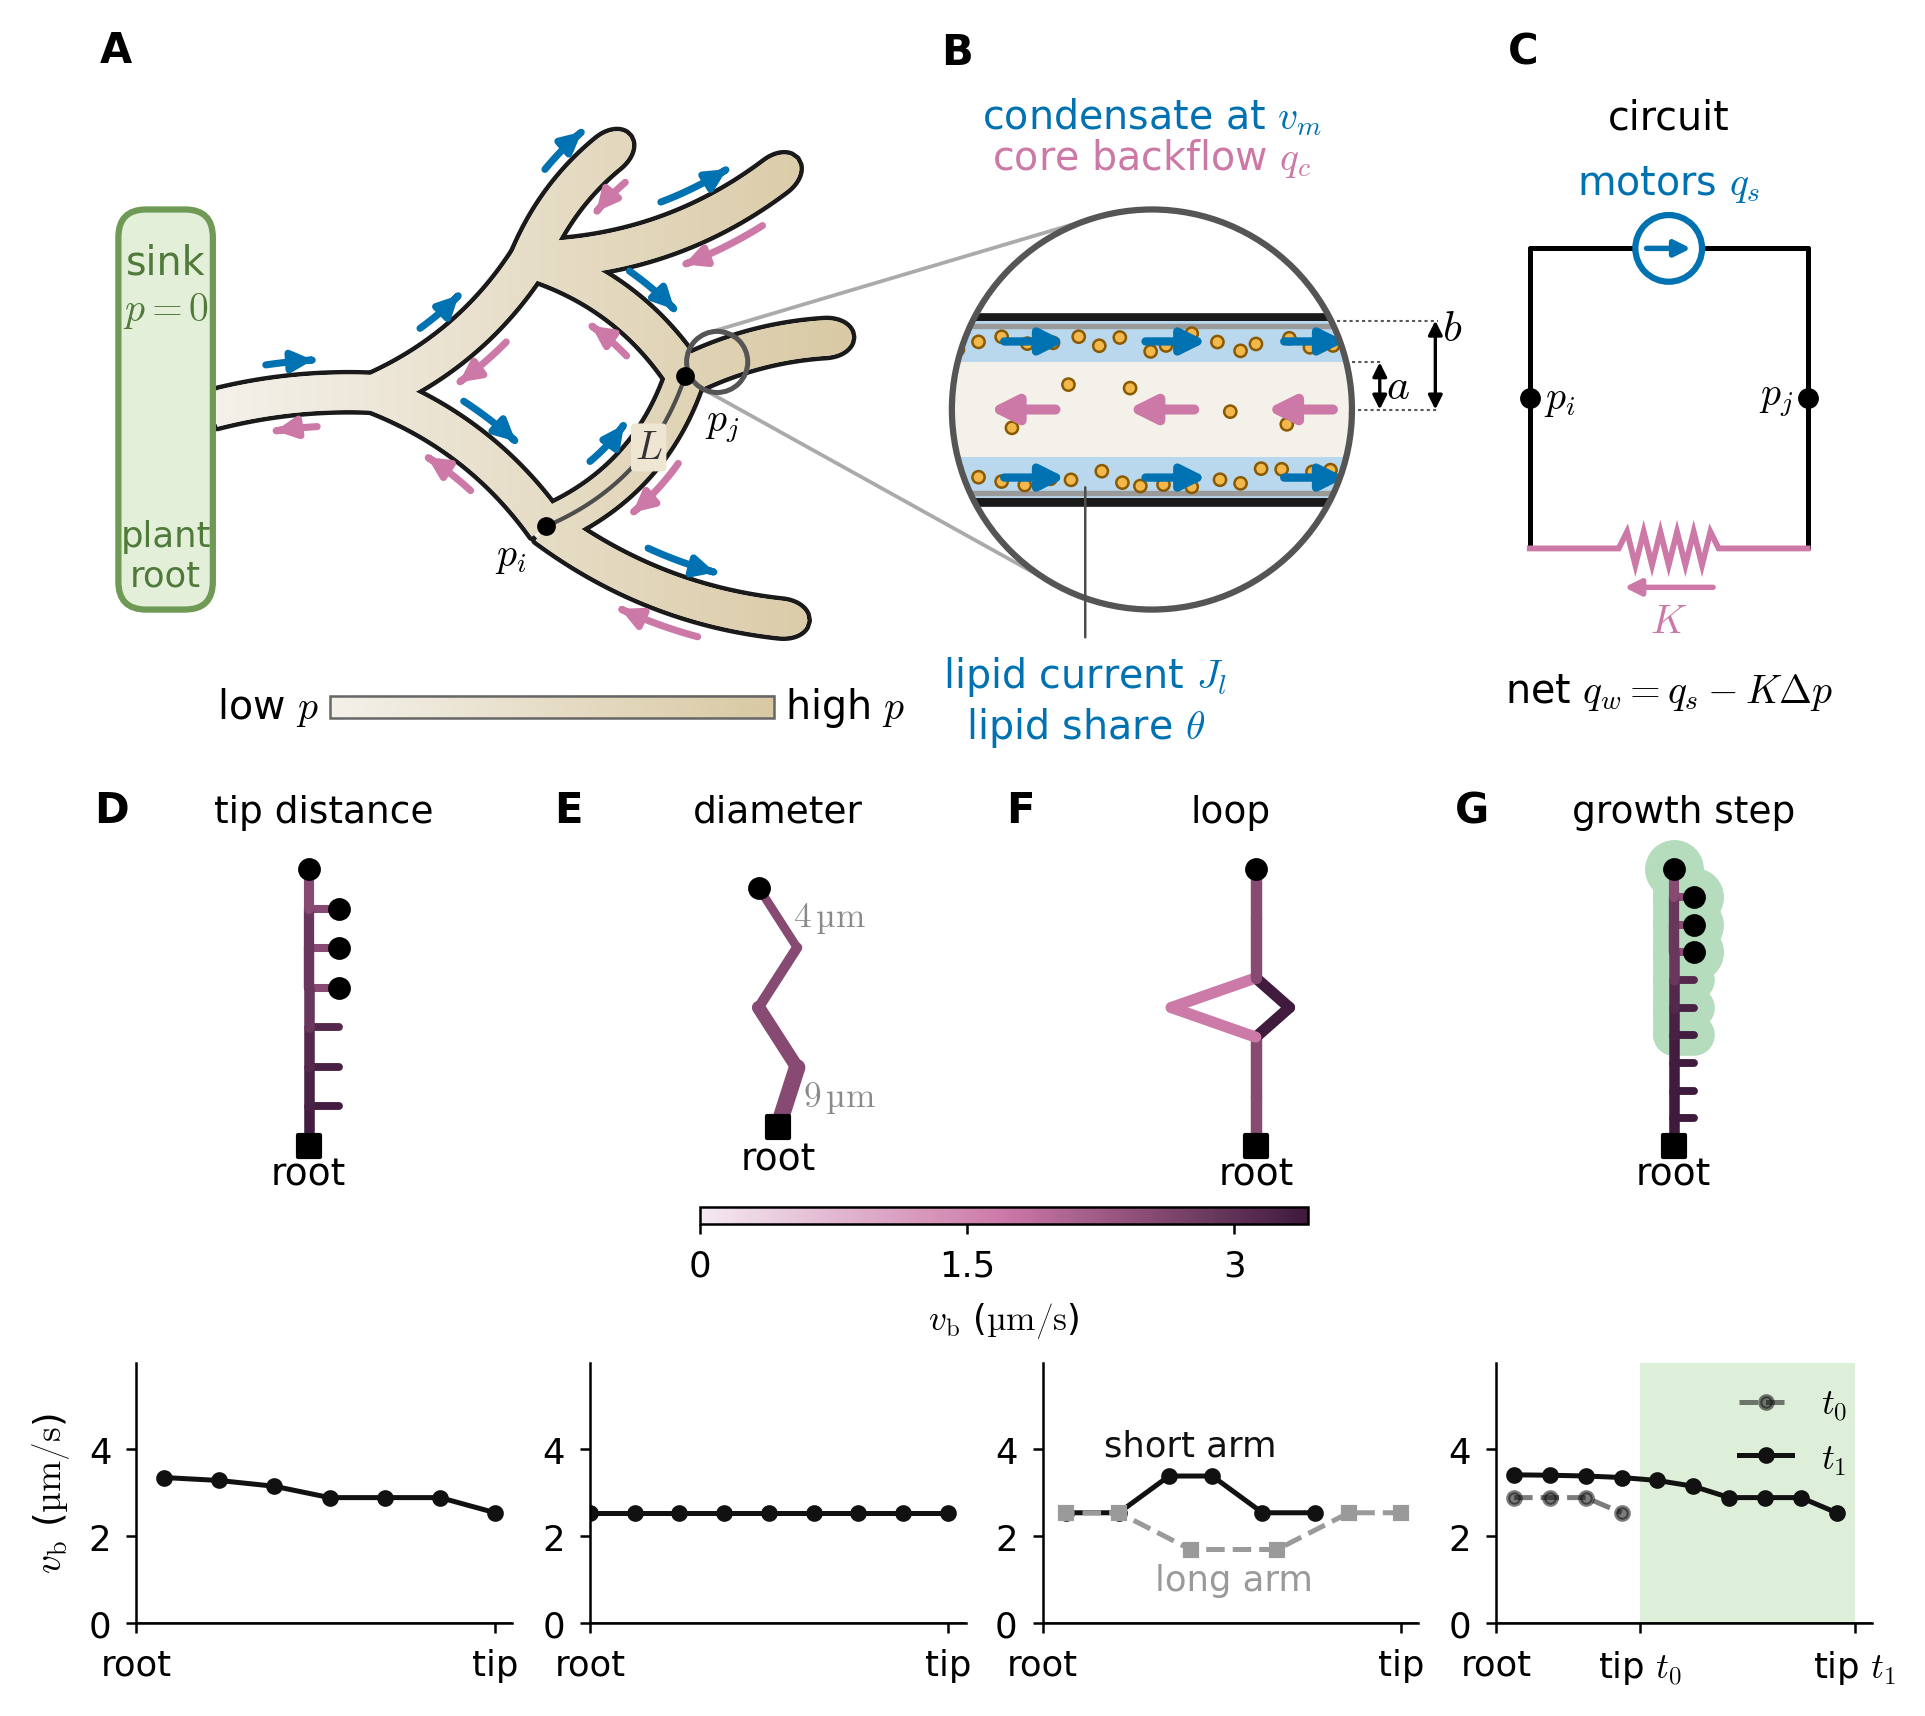 A
B
C
condensate at v_m
core backflow q_c
circuit
motors q_s
sink
p = 0
b
a
p_i
p_j
p_j
L
p_i
plant
root
K
lipid current J_l
lipid share θ
net q_w = q_s − KΔp
low p
high p
D
tip distance
E
diameter
F
loop
G
growth step
4 µm
9 µm
root
root
root
root
0
1.5
3
v_b (µm/s)
v_b (µm/s)
4
2
0
root
tip
4
2
0
root
tip
4
2
0
short arm
long arm
root
tip
4
2
0
t_0
t_1
root
tip t_0
tip t_1